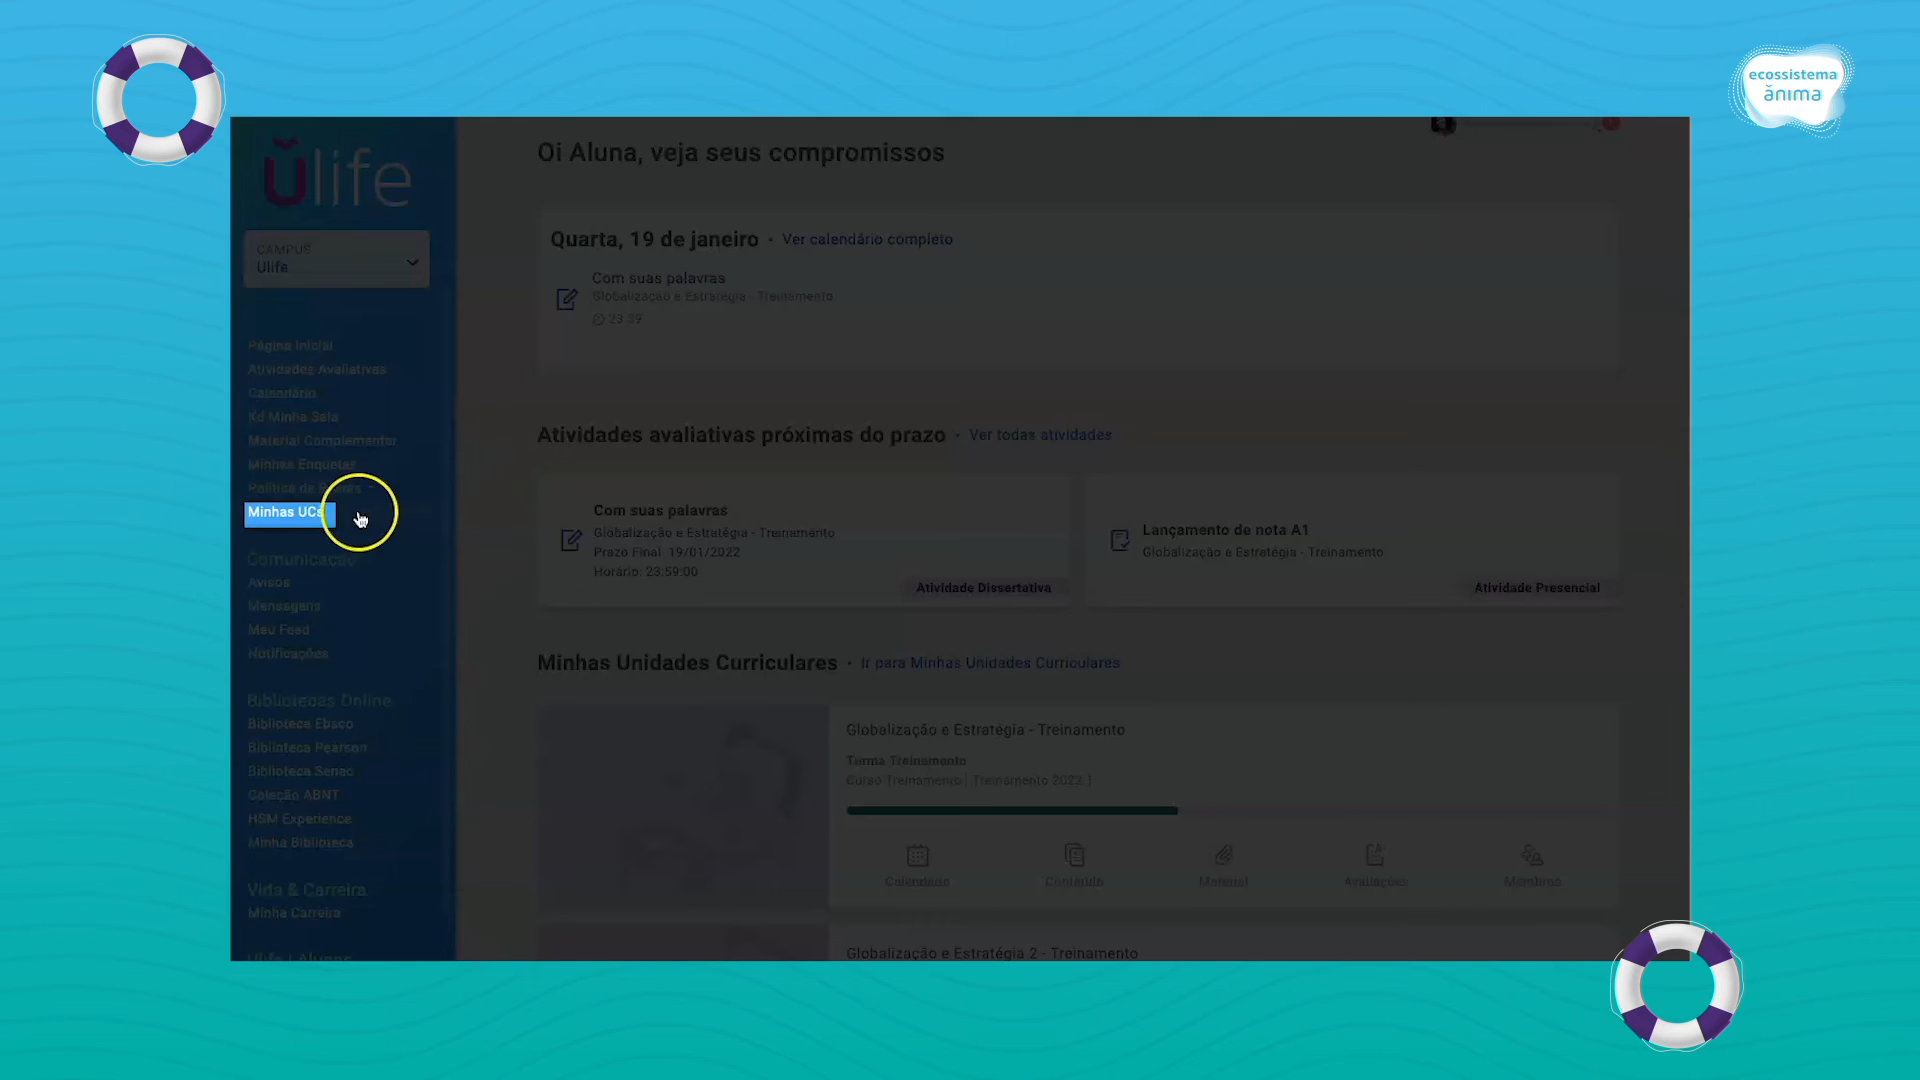 ecossistema
ănima
ŭlife
CAMPUS
Ulife
Página Inicial
Atividades Avaliativas
Calendário
Xd Minha Sala
Material Complementar
Minhas Enquetes
Política de
Minhas UCs
Comunicação
Avisos
Mensagens
Meu Feed
Notificações
Bibliotecas Online
Biblioteca Ebsco
Biblioteca Pearson
Biblioteca Senac
Coleção ABNT
HSM Experience
Minha Biblioteca
Vida & Carreira
Minha Carreira
Ulife | Alunos
Oi Aluna, veja seus compromissos
Quarta, 19 de janeiro • Ver calendário completo
Com suas palavras
Globalização e Estratégia - Treinamento
23:59
Atividades avaliativas próximas do prazo • Ver todas atividades
Com suas palavras
Globalização e Estratégia - Treinamento
Prazo Final: 19/01/2022
Horário: 23:59:00
Atividade Dissertativa
Lançamento de nota A1
Globalização e Estratégia - Treinamento
Atividade Presencial
Minhas Unidades Curriculares • Ir para Minhas Unidades Curriculares
Globalização e Estratégia - Treinamento
Turma Treinamento
Curso Treinamento | Treinamento 2022.1
Calendário
Conteúdo
Material
Avaliações
Membros
Globalização e Estratégia 2 - Treinamento